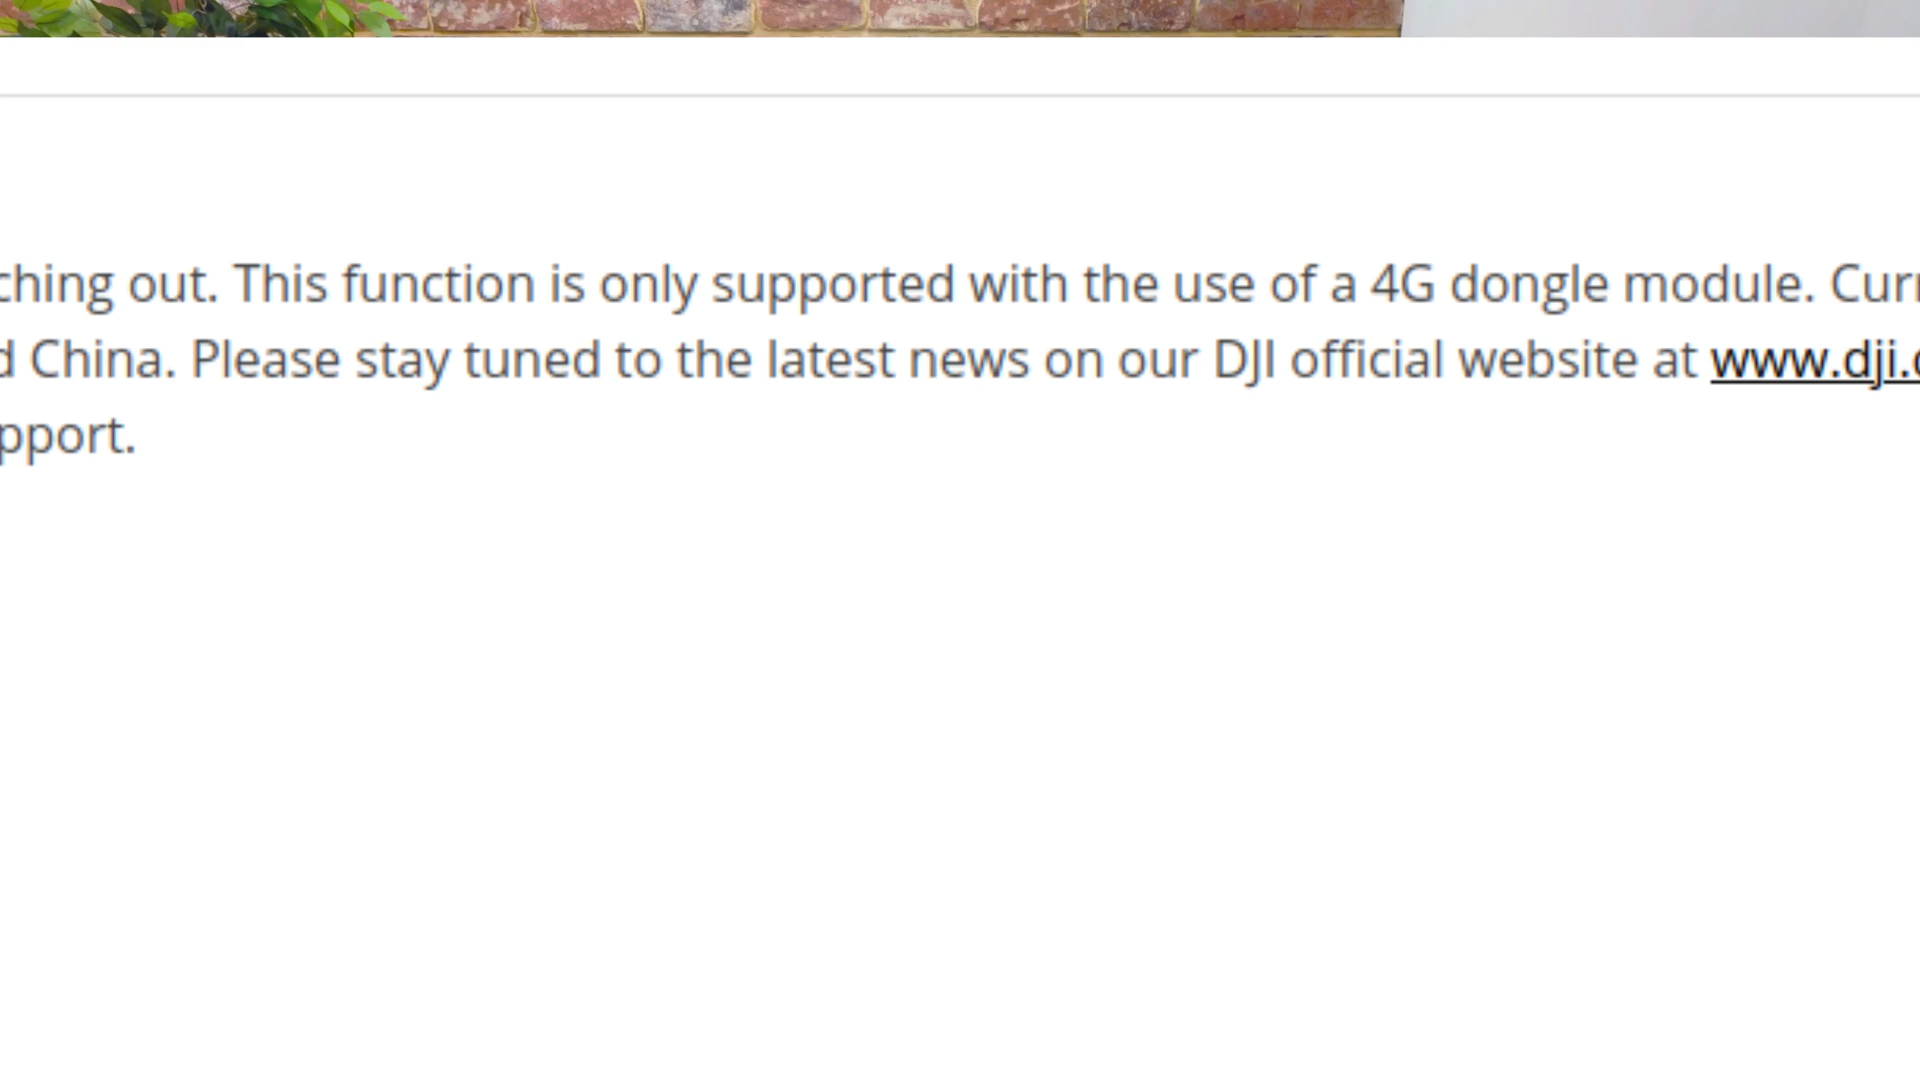 ching out. This function is only supported with the use of a 4G dongle module. Curr
d China. Please stay tuned to the latest news on our DJI official website at www.dji.c
pport.